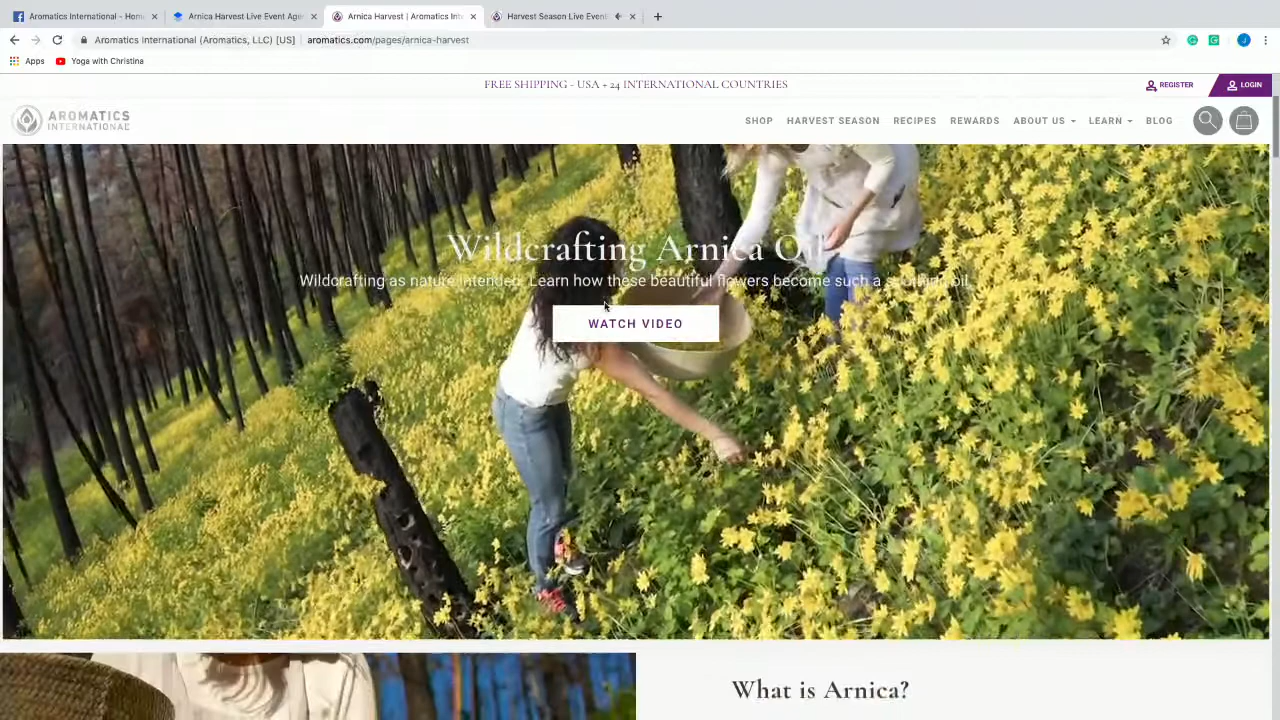 Aromatics International - Hom
Arnica Harvest Live Event Age
Arnica Harvest | Aromatics Inte
Harvest Season Live Event
Aromatics International (Aromatics, LLC) [US] | aromatics.com/pages/arnica-harvest
Apps Yoga with Christina
FREE SHIPPING - USA + 24 INTERNATIONAL COUNTRIES
REGISTER LOGIN
AROMATICS
INTERNATIONAL
SHOP HARVEST SEASON RECIPES REWARDS ABOUT US LEARN BLOG
Wildcrafting Arnica Oil
Wildcrafting as nature intended. Learn how these beautiful flowers become such a soothing oil.
WATCH VIDEO
What is Arnica?